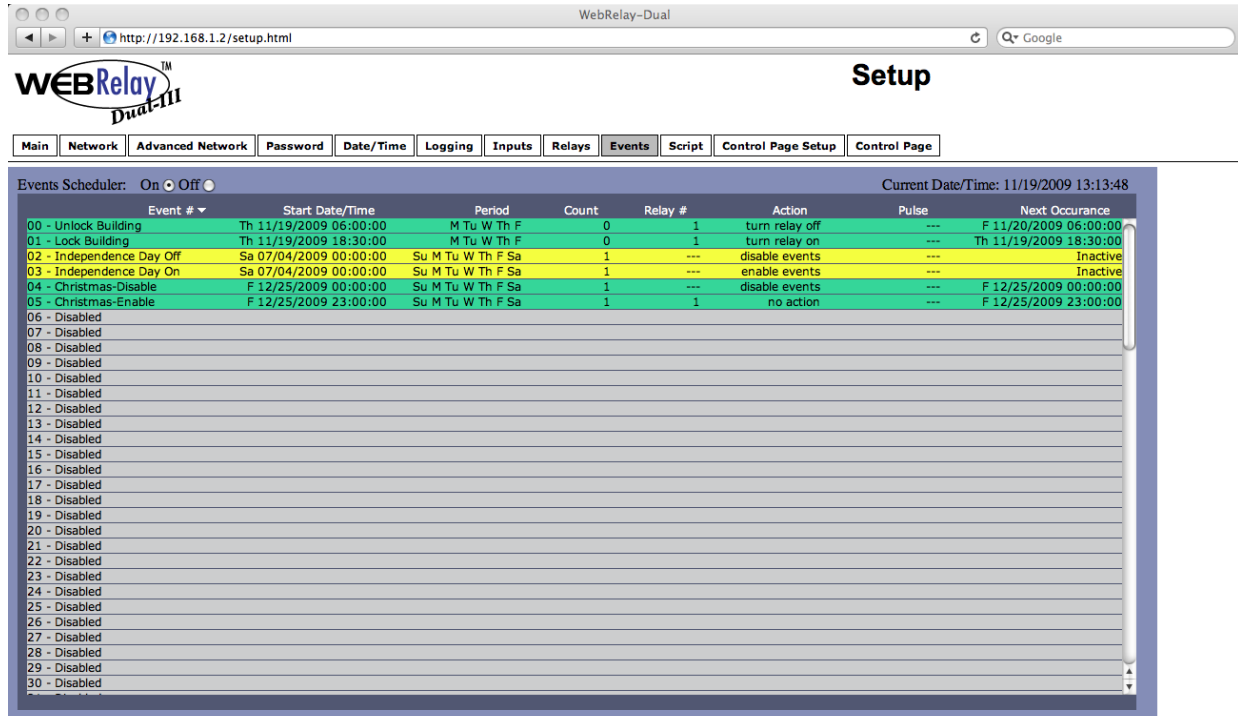 WebRelay-Dual
http://192.168.1.2/setup.html
Google
WEBRelay™
Dual-III
Setup
Main Network Advanced Network Password Date/Time Logging Inputs Relays Events Script Control Page Setup Control Page
Events Scheduler: On Off Current Date/Time: 11/19/2009 13:13:48
Event # Start Date/Time Period Count Relay # Action Pulse Next Occurance
00 - Unlock Building Th 11/19/2009 06:00:00 M Tu W Th F 0 1 turn relay off --- F 11/20/2009 06:00:00
01 - Lock Building Th 11/19/2009 18:30:00 M Tu W Th F 0 1 turn relay on --- Th 11/19/2009 18:30:00
02 - Independence Day Off Sa 07/04/2009 00:00:00 Su M Tu W Th F Sa 1 --- disable events --- Inactive
03 - Independence Day On Sa 07/04/2009 00:00:00 Su M Tu W Th F Sa 1 --- enable events --- Inactive
04 - Christmas-Disable F 12/25/2009 00:00:00 Su M Tu W Th F Sa 1 --- disable events --- F 12/25/2009 00:00:00
05 - Christmas-Enable F 12/25/2009 23:00:00 Su M Tu W Th F Sa 1 1 no action --- F 12/25/2009 23:00:00
06 - Disabled
07 - Disabled
08 - Disabled
09 - Disabled
10 - Disabled
11 - Disabled
12 - Disabled
13 - Disabled
14 - Disabled
15 - Disabled
16 - Disabled
17 - Disabled
18 - Disabled
19 - Disabled
20 - Disabled
21 - Disabled
22 - Disabled
23 - Disabled
24 - Disabled
25 - Disabled
26 - Disabled
27 - Disabled
28 - Disabled
29 - Disabled
30 - Disabled